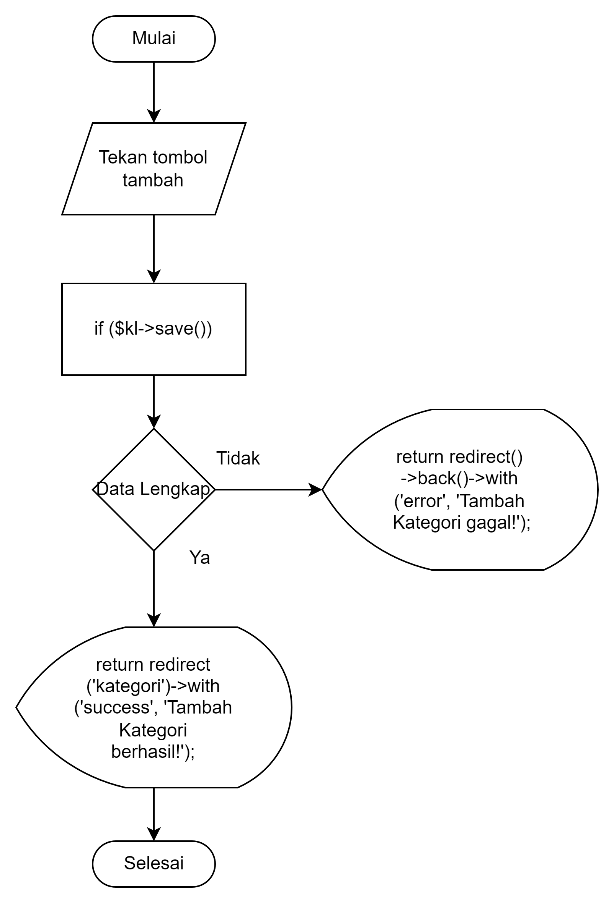 Mulai
Tekan tombol
tambah
if ($kl->save())
Data Lengkap
Tidak
return redirect()
->back()->with
('error', 'Tambah
Kategori gagal!');
Ya
return redirect
('kategori')->with
('success', 'Tambah
Kategori
berhasil!');
Selesai